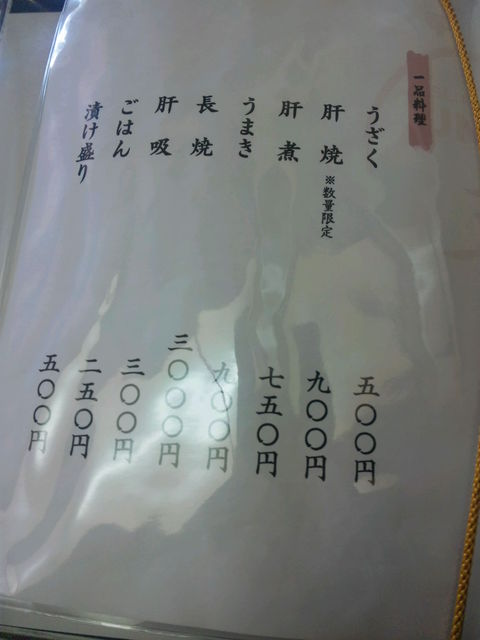 一品料理
うざく 五〇〇円
肝焼 ※数量限定 九〇〇円
肝煮 七五〇円
うまき 九〇〇円
長焼 三〇〇〇円
肝吸 三〇〇円
ごはん 二五〇円
漬け盛り 五〇〇円